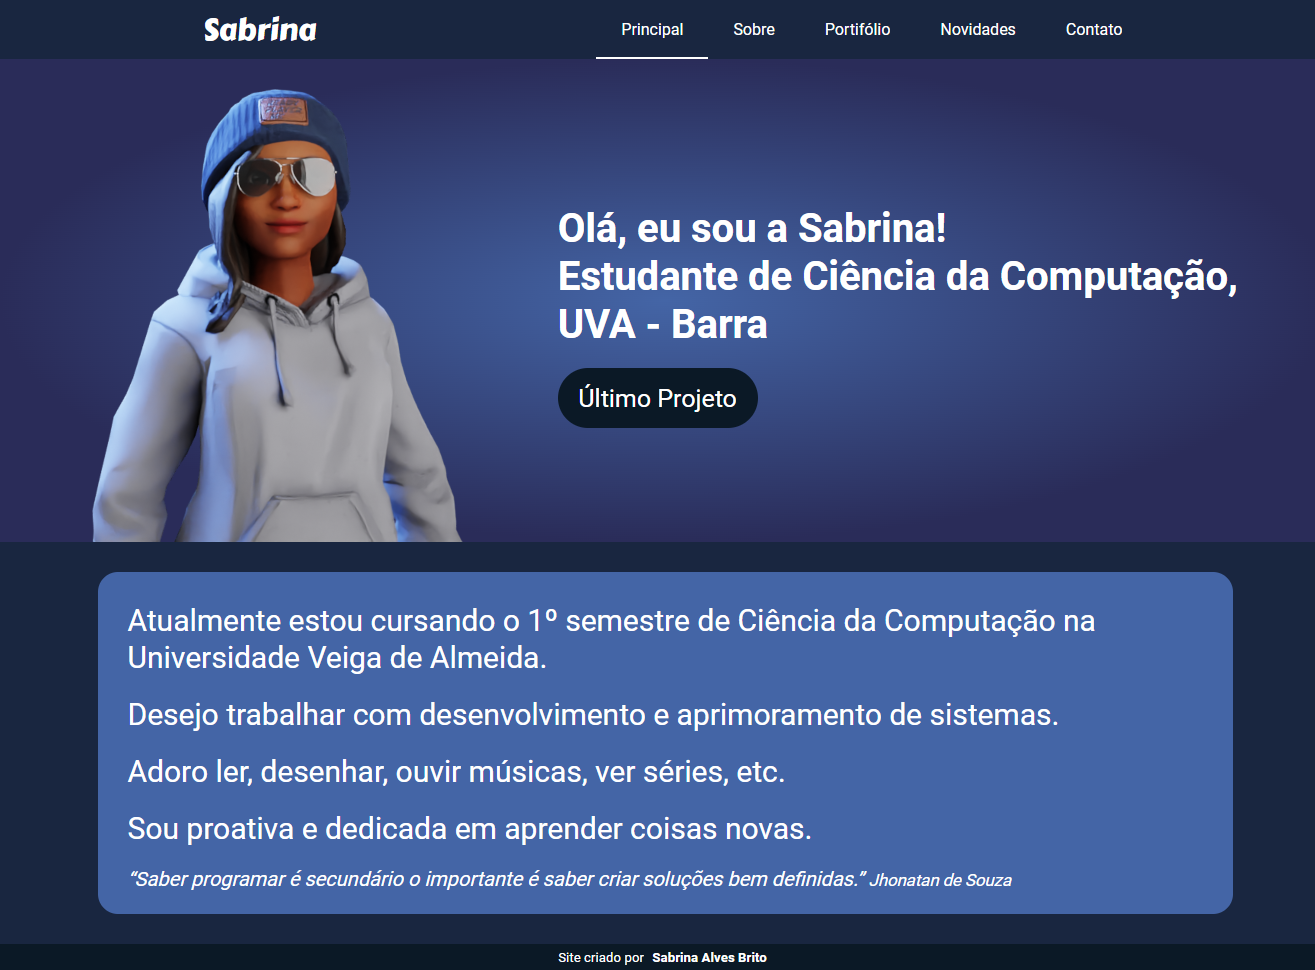 Sabrina
Principal Sobre Portifólio Novidades Contato
Olá, eu sou a Sabrina!
Estudante de Ciência da Computação,
UVA - Barra
Último Projeto
Atualmente estou cursando o 1º semestre de Ciência da Computação na
Universidade Veiga de Almeida.
Desejo trabalhar com desenvolvimento e aprimoramento de sistemas.
Adoro ler, desenhar, ouvir músicas, ver séries, etc.
Sou proativa e dedicada em aprender coisas novas.
“Saber programar é secundário o importante é saber criar soluções bem definidas.” Jhonatan de Souza
Site criado por Sabrina Alves Brito